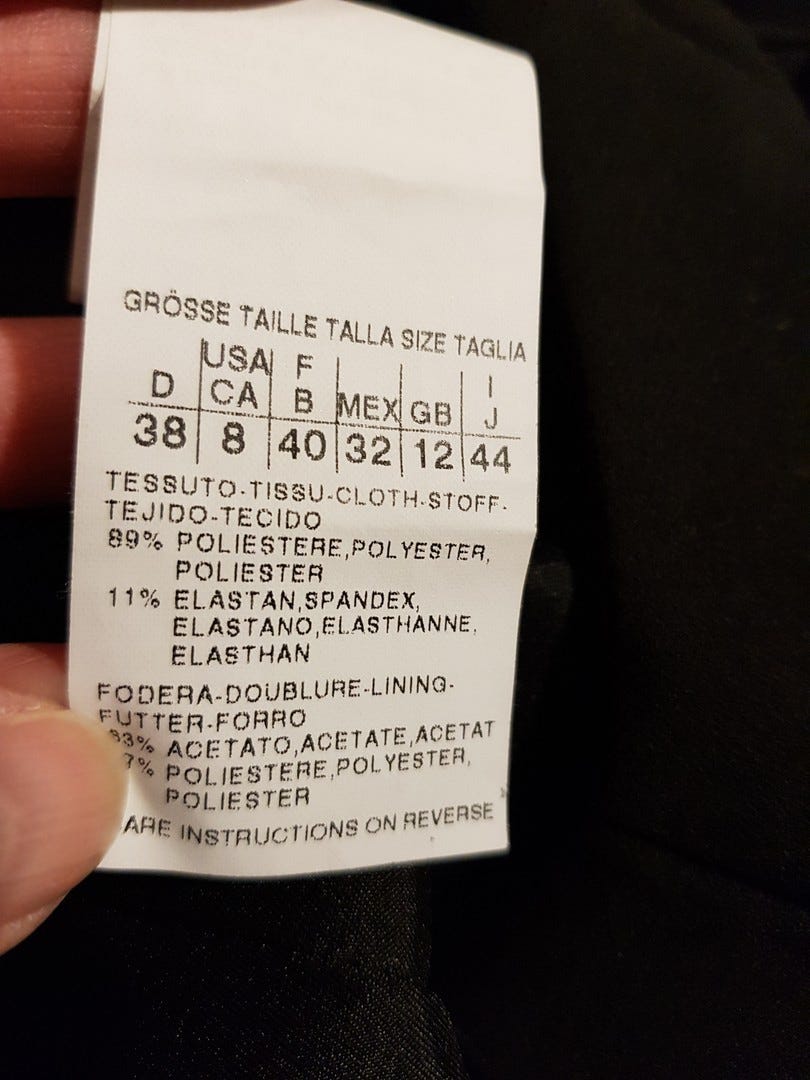 GRÖSSE TAILLE TALLA SIZE TAGLIA
USA F I
D CA B MEX GB J
38 8 40 32 12 44
TESSUTO-TISSU-CLOTH-STOFF-
TEJIDO-TECIDO
89% POLIESTERE,POLYESTER,
POLIESTER
11% ELASTAN,SPANDEX,
ELASTANO,ELASTHANNE,
ELASTHAN
FODERA-DOUBLURE-LINING-
FUTTER-FORRO
ACETATO,ACETATE,ACETAT
POLIESTERE,POLYESTER,
POLIESTER
ARE INSTRUCTIONS ON REVERSE